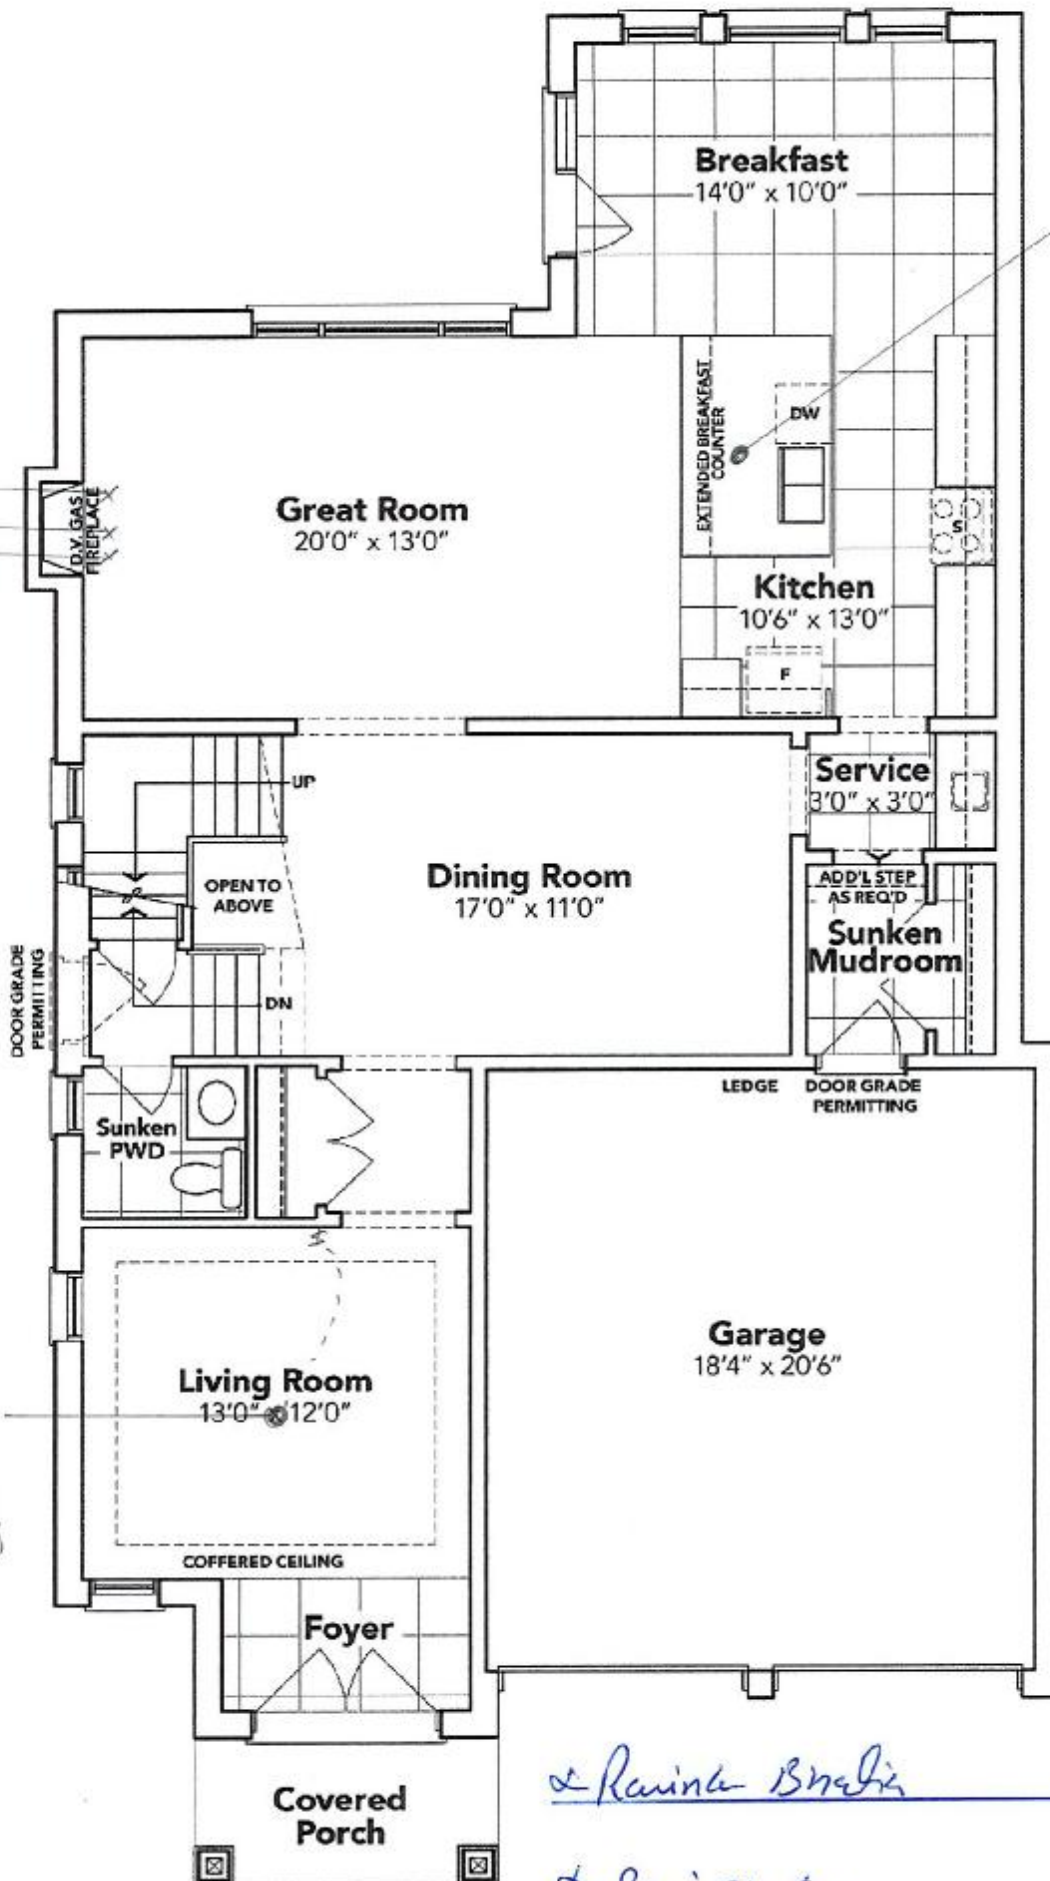 Breakfast
14'0" x 10'0"
EXTENDED BREAKFAST
COUNTER
DW
D.V. GAS
FIREPLACE
Great Room
20'0" x 13'0"
S
Kitchen
10'6" x 13'0"
F
UP
Service
3'0" x 3'0"
OPEN TO
ABOVE
Dining Room
17'0" x 11'0"
ADD'L STEP
AS REQ'D
Sunken
Mudroom
DOOR GRADE
PERMITTING
DN
LEDGE
DOOR GRADE
PERMITTING
Sunken
PWD
Garage
18'4" x 20'6"
Living Room
13'0" x 12'0"
COFFERED CEILING
Foyer
Covered
Porch